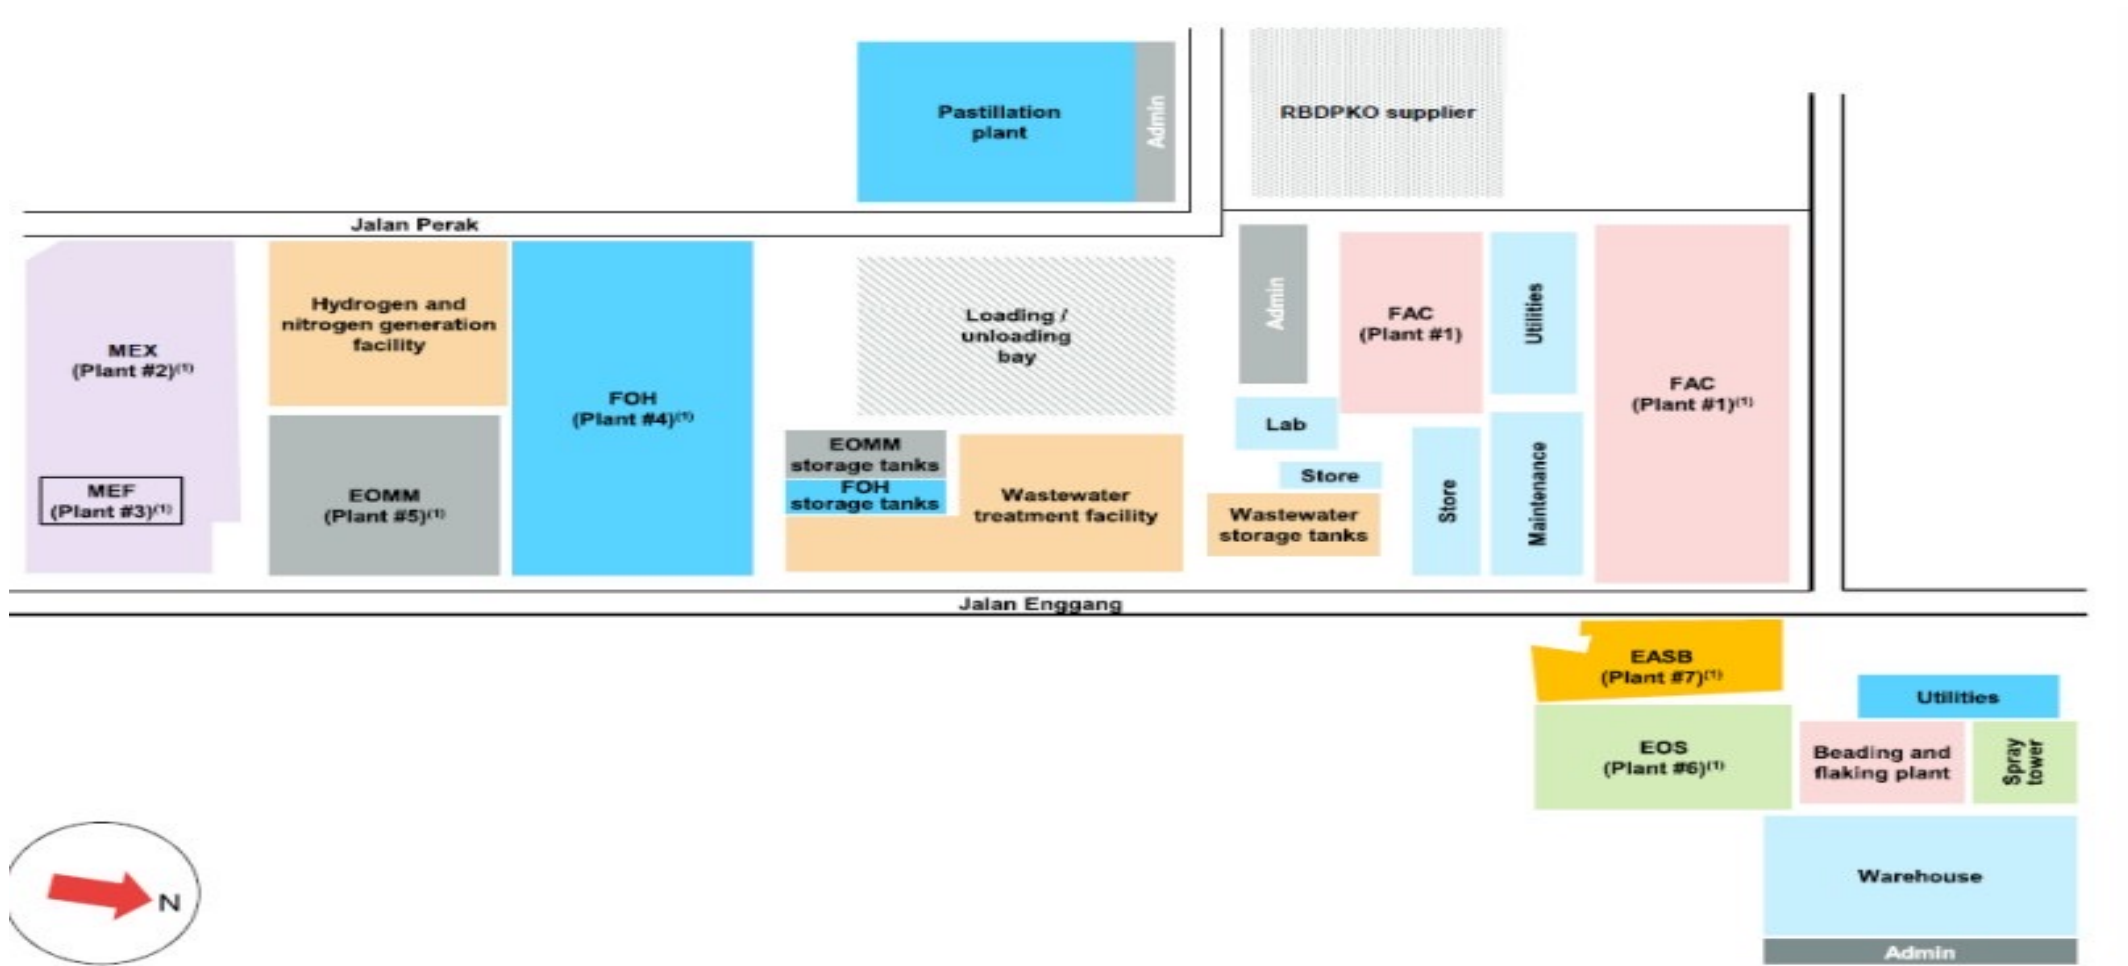 Pastillation
plant
Admin
RBDPKO supplier
Jalan Perak
MEX
(Plant #2)⁽¹⁾
MEF
(Plant #3)⁽¹⁾
Hydrogen and
nitrogen generation
facility
EOMM
(Plant #5)⁽¹⁾
FOH
(Plant #4)⁽¹⁾
Loading /
unloading
bay
EOMM
storage tanks
FOH
storage tanks
Wastewater
treatment facility
Admin
Lab
Store
Wastewater
storage tanks
FAC
(Plant #1)
Store
Utilities
Maintenance
FAC
(Plant #1)⁽¹⁾
Jalan Enggang
EASB
(Plant #7)⁽¹⁾
EOS
(Plant #6)⁽¹⁾
Utilities
Beading and
flaking plant
Spray
tower
Warehouse
Admin
N